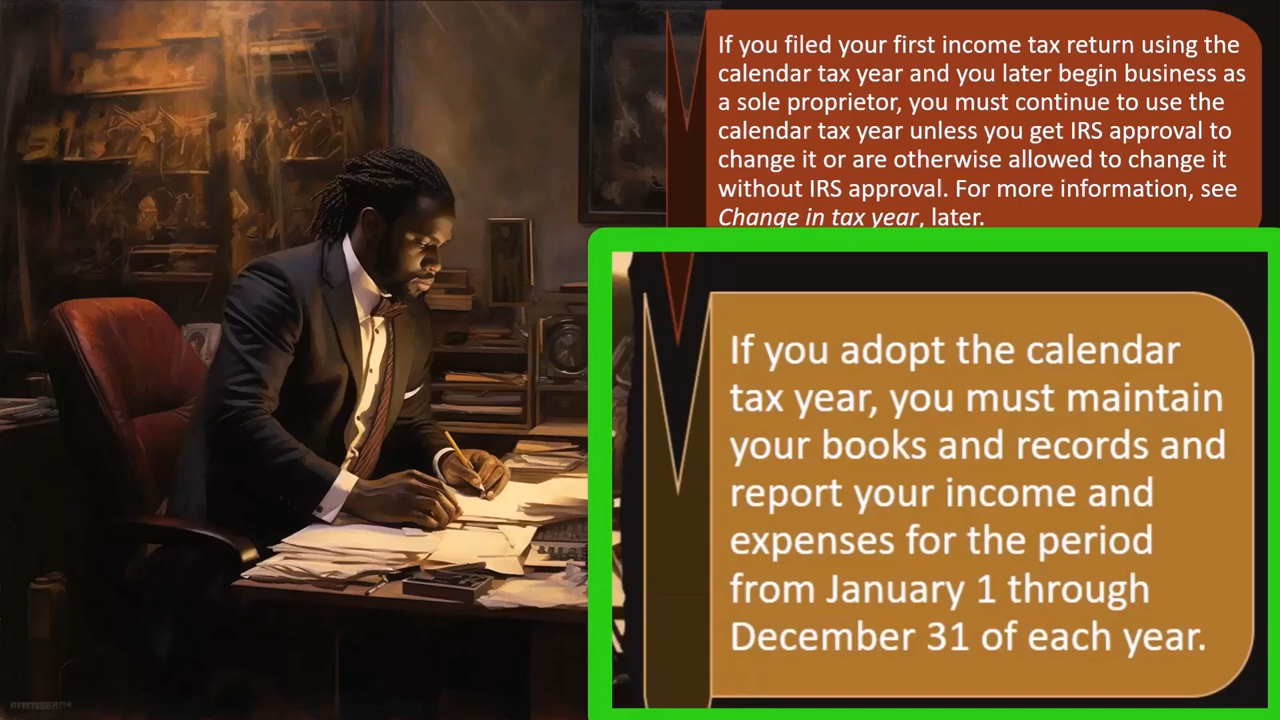 If you filed your first income tax return using the
calendar tax year and you later begin business as
a sole proprietor, you must continue to use the
calendar tax year unless you get IRS approval to
change it or are otherwise allowed to change it
without IRS approval. For more information, see
Change in tax year, later.
If you adopt the calendar
tax year, you must maintain
your books and records and
report your income and
expenses for the period
from January 1 through
December 31 of each year.